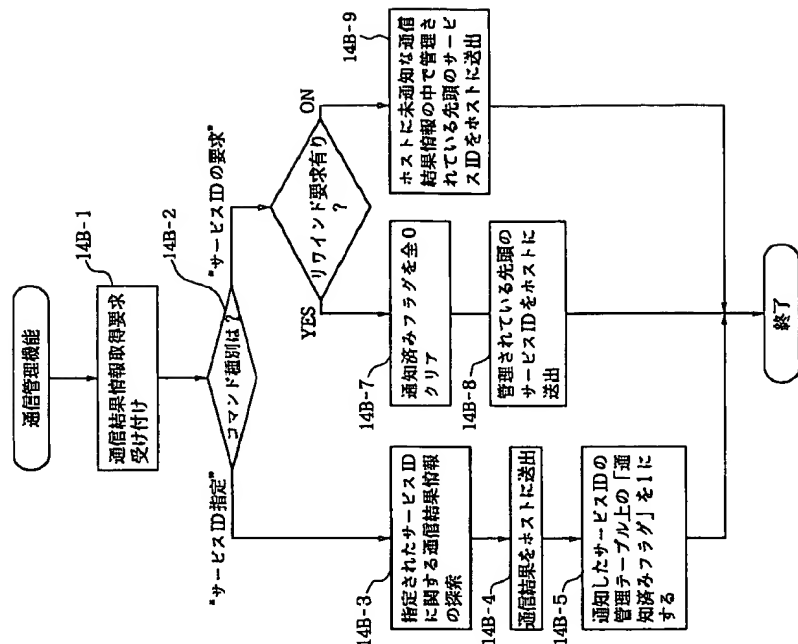 通信管理機能
14B-1
通信結果情報取得要求
受け付け
14B-2
コマンド種別は?
"サービスID指定"
"サービスIDの要求"
14B-3
指定されたサービスID
に関する通信結果情報
の探索
14B-4
通信結果をホストに送出
14B-5
通知したサービスIDの
管理テーブル上の「通
知済みフラグ」を1に
する
リワインド要求有り
?
YES
ON
14B-7
通知済みフラグを全0
クリア
14B-8
管理されている先頭の
サービスIDをホストに
送出
14B-9
ホストに未通知な通信
結果情報の中で管理さ
れている先頭のサービ
スIDをホストに送出
終了